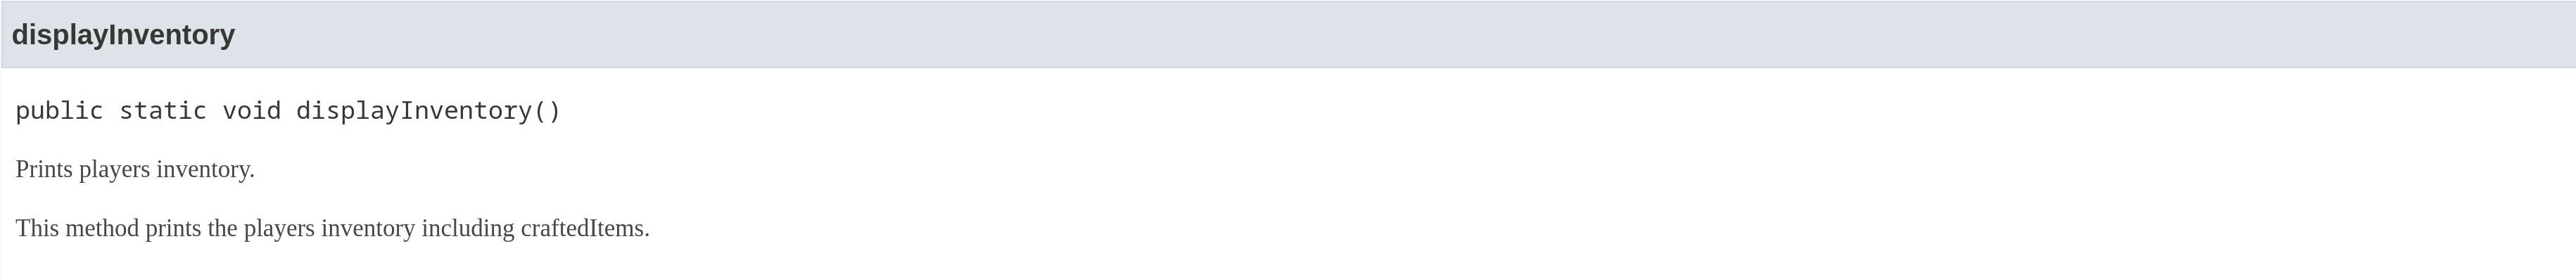 displayInventory
public static void displayInventory()
Prints players inventory.
This method prints the players inventory including craftedItems.